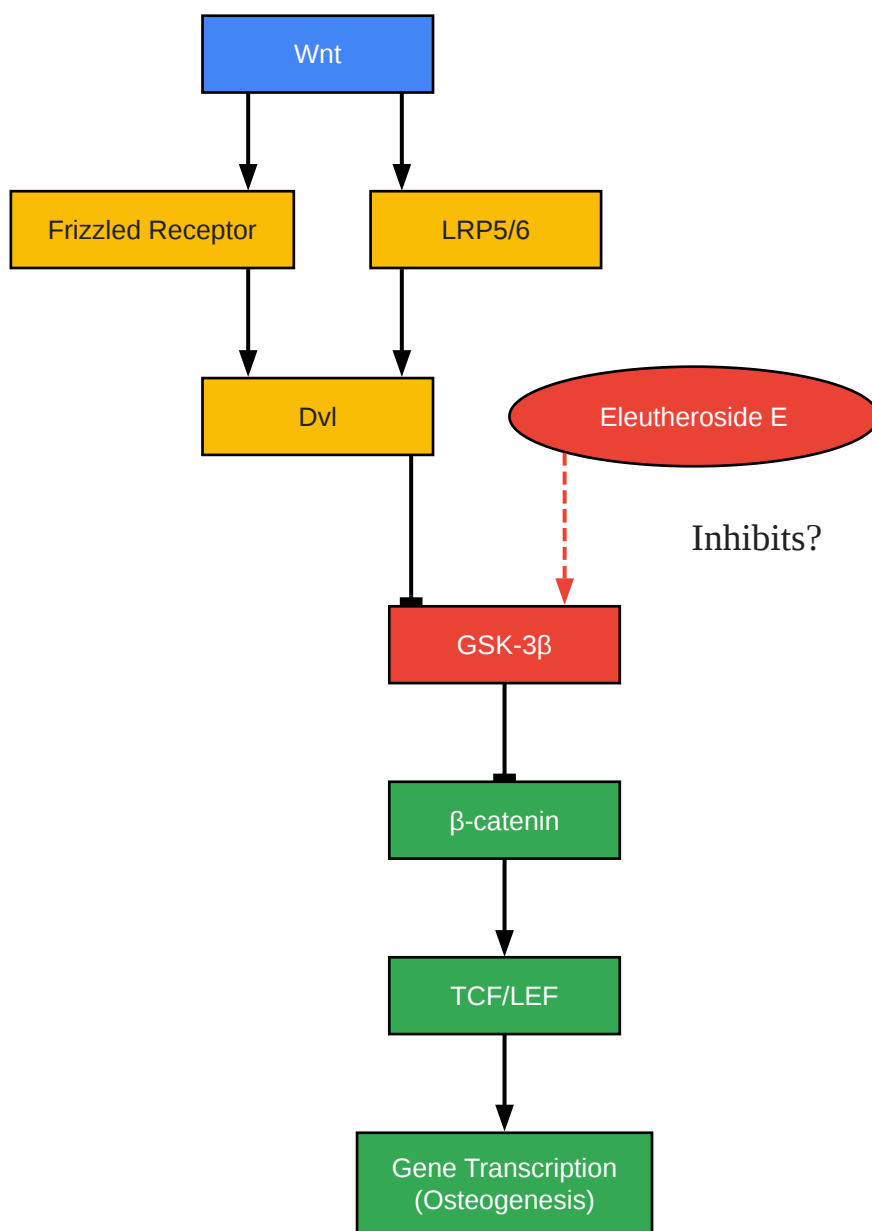 Wnt
Frizzled Receptor
LRP5/6
Dvl
Eleutheroside E
Inhibits?
GSK-3β
β-catenin
TCF/LEF
Gene Transcription
(Osteogenesis)